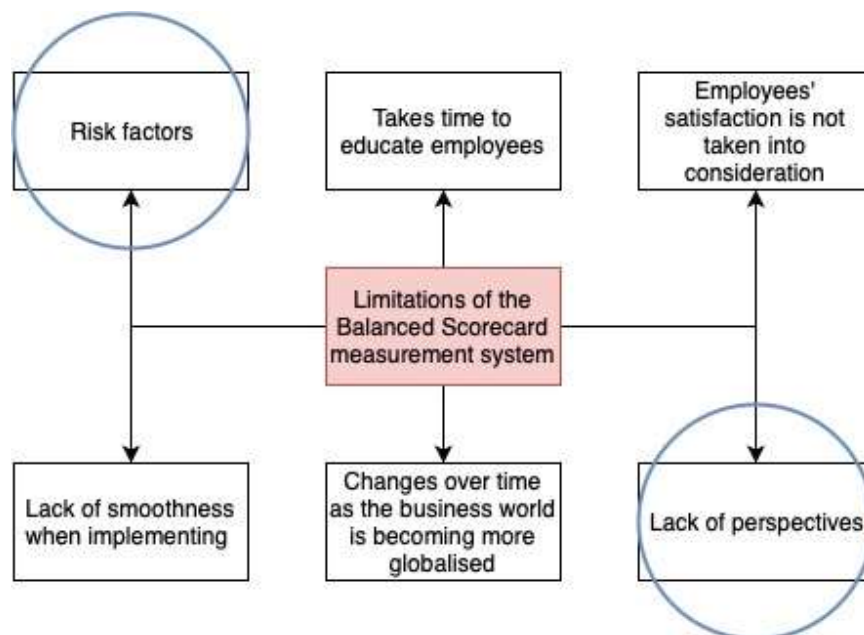 Risk factors
Takes time to
educate employees
Employees'
satisfaction is not
taken into
consideration
Limitations of the
Balanced Scorecard
measurement system
Lack of smoothness
when implementing
Changes over time
as the business world
is becoming more
globalised
Lack of perspectives